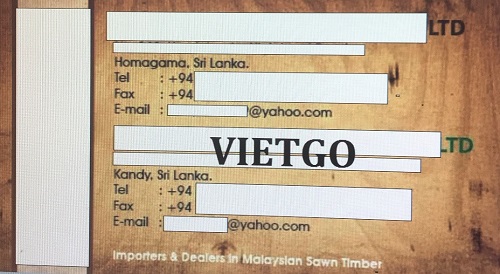 LTD
Homagama, Sri Lanka.
Tel : +94
Fax : +94
E-mail : @yahoo.com
LTD
VIETGO
Kandy, Sri Lanka.
Tel : +94
Fax : +94
E-mail : @yahoo.com
Importers & Dealers in Malaysian Sawn Timber